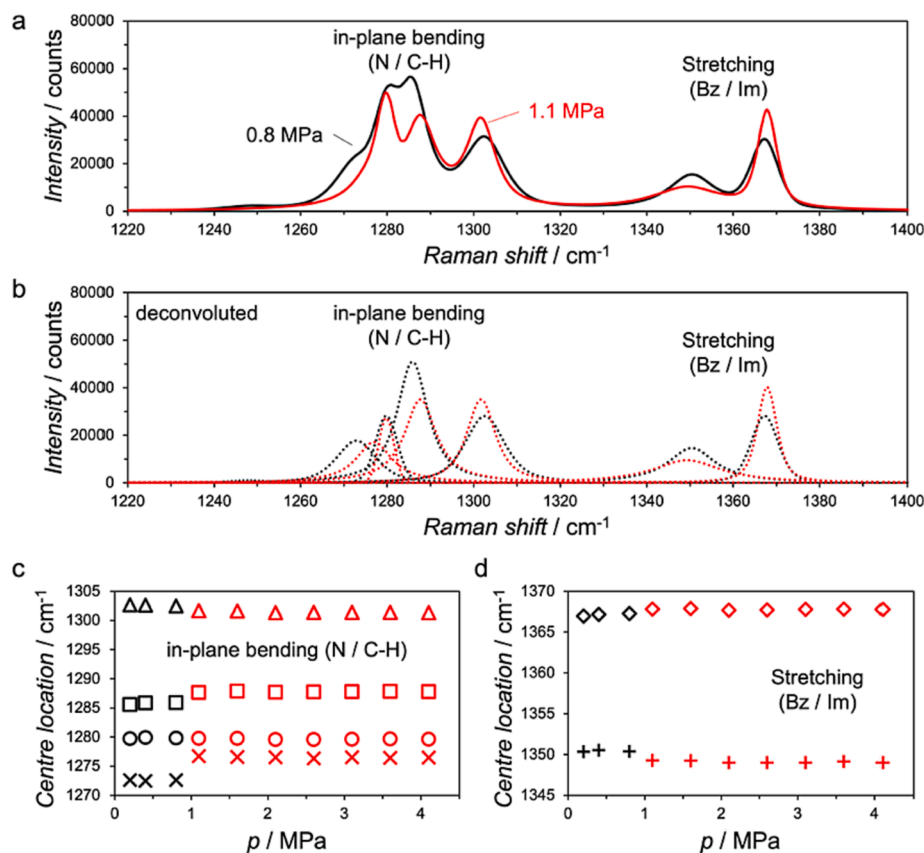 a
80000
60000
40000
20000
0
Intensity / counts
in-plane bending
(N / C-H)
Stretching
(Bz / Im)
0.8 MPa
1.1 MPa
1220 1240 1260 1280 1300 1320 1340 1360 1380 1400
Raman shift / cm⁻¹
b
80000
60000
40000
20000
0
Intensity / counts
deconvoluted
in-plane bending
(N / C-H)
Stretching
(Bz / Im)
1220 1240 1260 1280 1300 1320 1340 1360 1380 1400
Raman shift / cm⁻¹
c
1305
1300
1295
1290
1285
1280
1275
1270
Centre location / cm⁻¹
in-plane bending (N / C-H)
0 1 2 3 4
p / MPa
d
1370
1365
1360
1355
1350
1345
Centre location / cm⁻¹
Stretching
(Bz / Im)
0 1 2 3 4
p / MPa